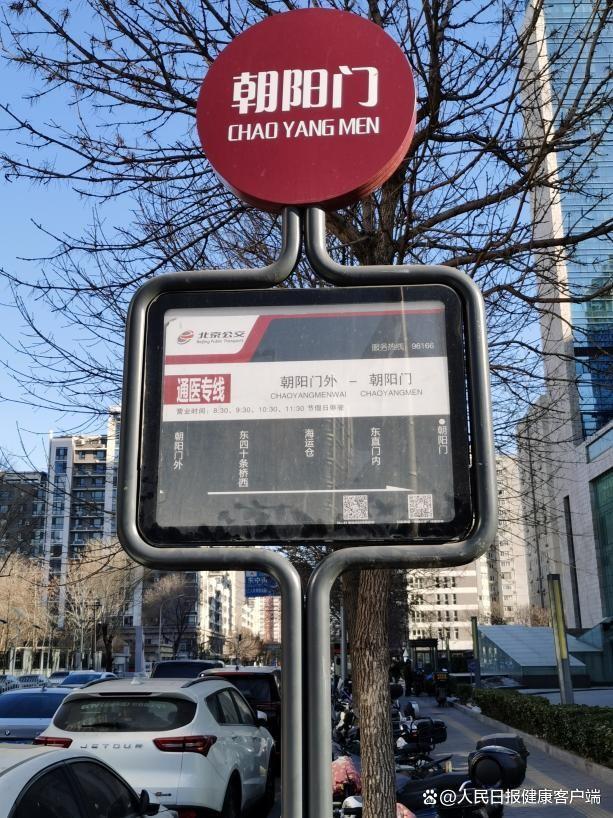 朝阳门
CHAO YANG MEN
北京公交
Beijing Public Transport
服务热线：96166
通医专线
朝阳门外 － 朝阳门
CHAOYANGMENWAI CHAOYANGMEN
营业时间：8:30、9:30、10:30、11:30 节假日停驶
朝阳门外
东四十条桥西
海运仓
东直门内
朝阳门
JETOUR
@人民日报健康客户端